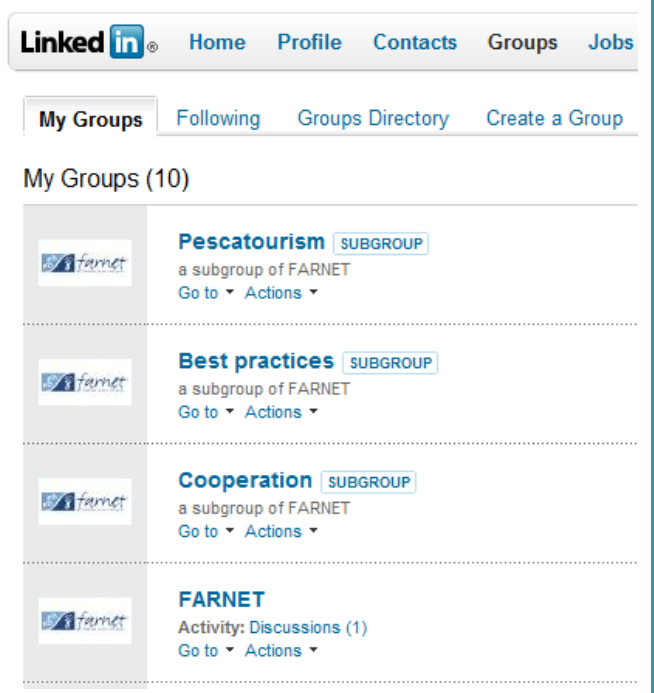 Linked in ® Home Profile Contacts Groups Jobs
My Groups Following Groups Directory Create a Group
My Groups (10)
farnet
Pescatourism SUBGROUP
a subgroup of FARNET
Go to Actions
farnet
Best practices SUBGROUP
a subgroup of FARNET
Go to Actions
farnet
Cooperation SUBGROUP
a subgroup of FARNET
Go to Actions
farnet
FARNET
Activity: Discussions (1)
Go to Actions